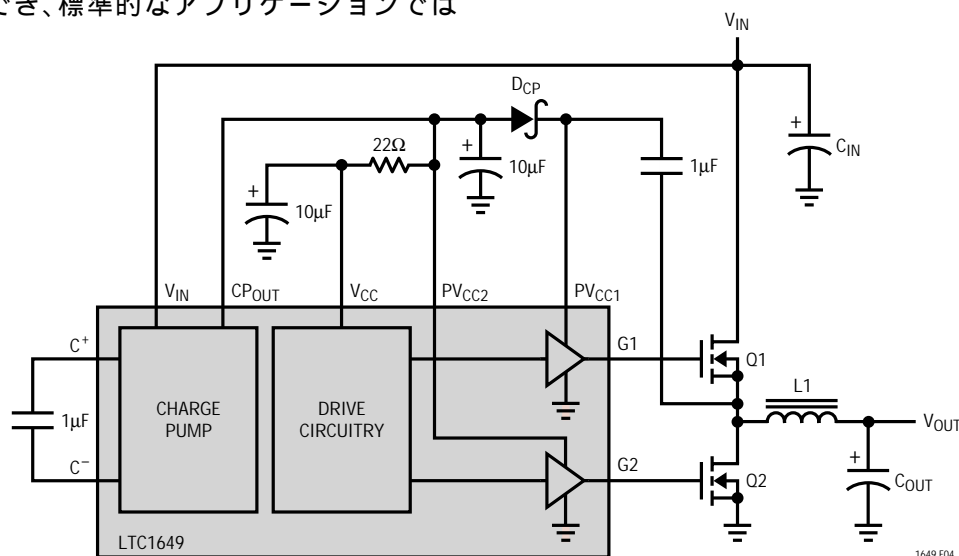 でき、標準的なアプリケーションでは
VIN
DCP
22Ω
+
10µF
+
10µF
1µF
+
CIN
VIN
CPOUT
VCC
PVCC2
PVCC1
C+
1µF
C−
CHARGE
PUMP
DRIVE
CIRCUITRY
G1
Q1
L1
VOUT
G2
Q2
+
COUT
LTC1649
1649 F04